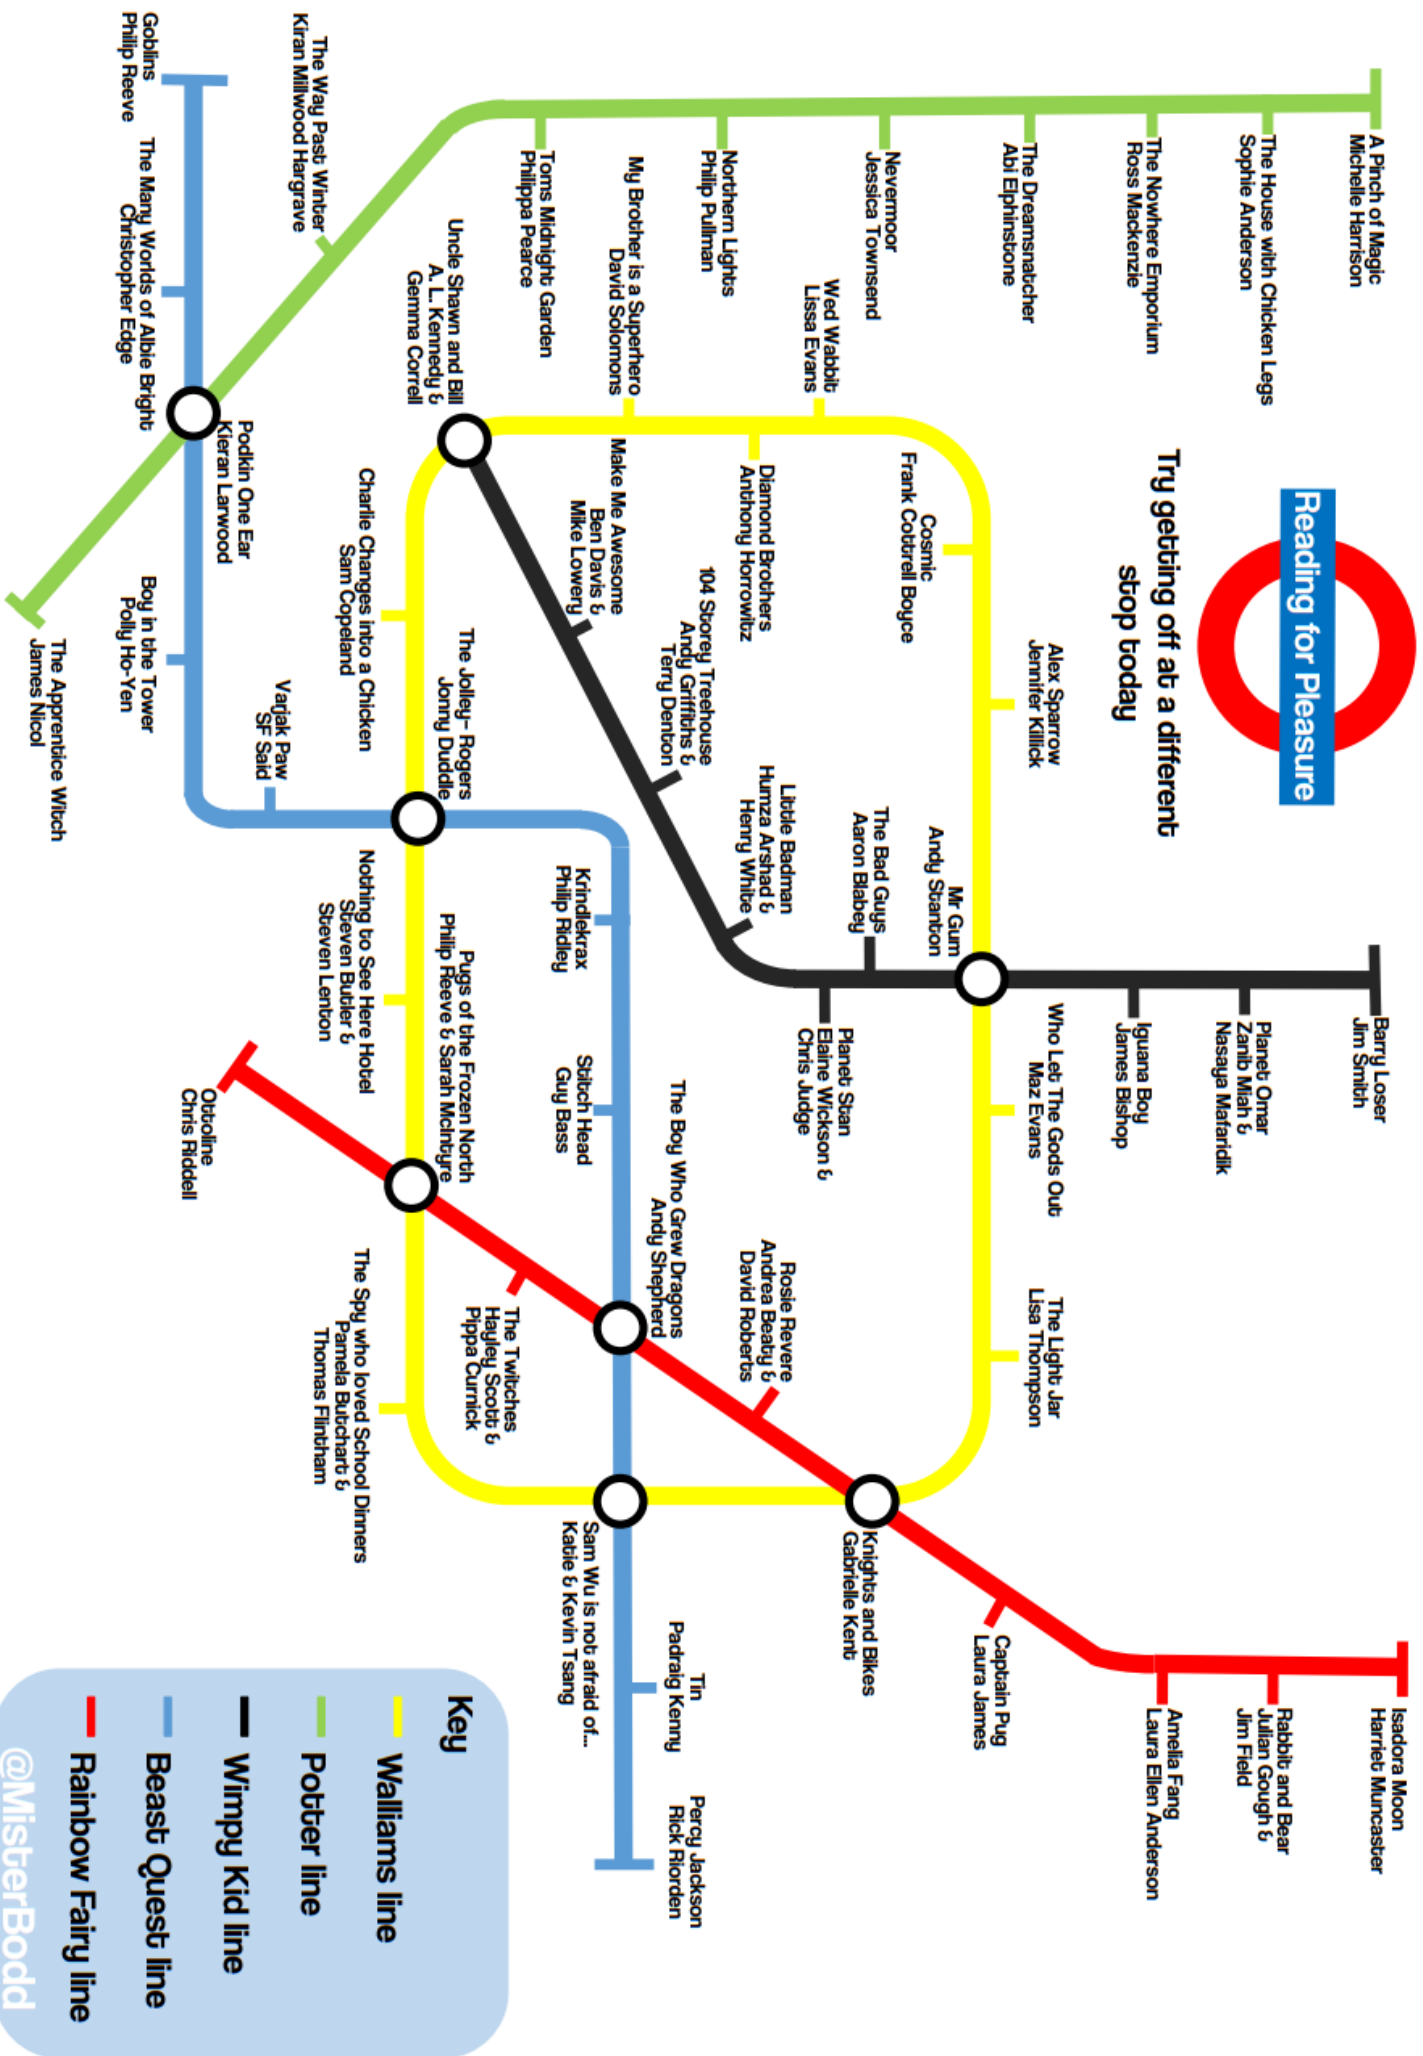 Reading for Pleasure
Try getting off at a different
stop today
A Pinch of Magic
Michelle Harrison
The House with Chicken Legs
Sophie Anderson
The Nowhere Emporium
Ross Mackenzie
The Dreamsnatcher
Abi Elphinstone
Nevermoor
Jessica Townsend
Northern Lights
Philip Pullman
Toms Midnight Garden
Philippa Pearce
The Way Past Winter
Kiran Millwood Hargrave
Podkin One Ear
Kieran Larwood
The Apprentice Witch
James Nicol
Goblins
Philip Reeve
The Many Worlds of Albie Bright
Christopher Edge
Boy in the Tower
Polly Ho-Yen
Varjak Paw
SF Said
The Jolley- Rogers
Jonny Duddle
Krindlekrax
Philip Ridley
Stitch Head
Guy Bass
The Boy Who Grew Dragons
Andy Shepherd
Sam Wu is not afraid of...
Katie & Kevin Tsang
Tin
Padraig Kenny
Percy Jackson
Rick Riorden
Alex Sparrow
Jennifer Killick
Cosmic
Frank Cottrell Boyce
Wed Wabbit
Lissa Evans
Diamond Brothers
Anthony Horrowitz
My Brother is a Superhero
David Solomons
Uncle Shawn and Bill
A. L. Kennedy &
Gemma Correll
Charlie Changes into a Chicken
Sam Copeland
Nothing to See Here Hotel
Steven Butler &
Steven Lenton
Pugs of the Frozen North
Philip Reeve & Sarah McIntyre
The Spy who loved School Dinners
Pamela Butchart &
Thomas Flintham
Knights and Bikes
Gabrielle Kent
The Light Jar
Lisa Thompson
Who Let The Gods Out
Maz Evans
Mr Gum
Andy Stanton
Barry Loser
Jim Smith
Planet Omar
Zanib Miah &
Nasaya Mafaridik
Iguana Boy
James Bishop
The Bad Guys
Aaron Blabey
Planet Stan
Elaine Wickson &
Chris Judge
Little Badman
Humza Arshad &
Henry White
104 Storey Treehouse
Andy Griffiths &
Terry Denton
Make Me Awesome
Ben Davis &
Mike Lowery
Isadora Moon
Harriet Muncaster
Rabbit and Bear
Julian Gough &
Jim Field
Amelia Fang
Laura Ellen Anderson
Captain Pug
Laura James
Rosie Revere
Andrea Beaty &
David Roberts
The Twitches
Hayley Scott &
Pippa Curnick
Ottoline
Chris Riddell
Key
Walliams line
Potter line
Wimpy Kid line
Beast Quest line
Rainbow Fairy line
@MisterBodd